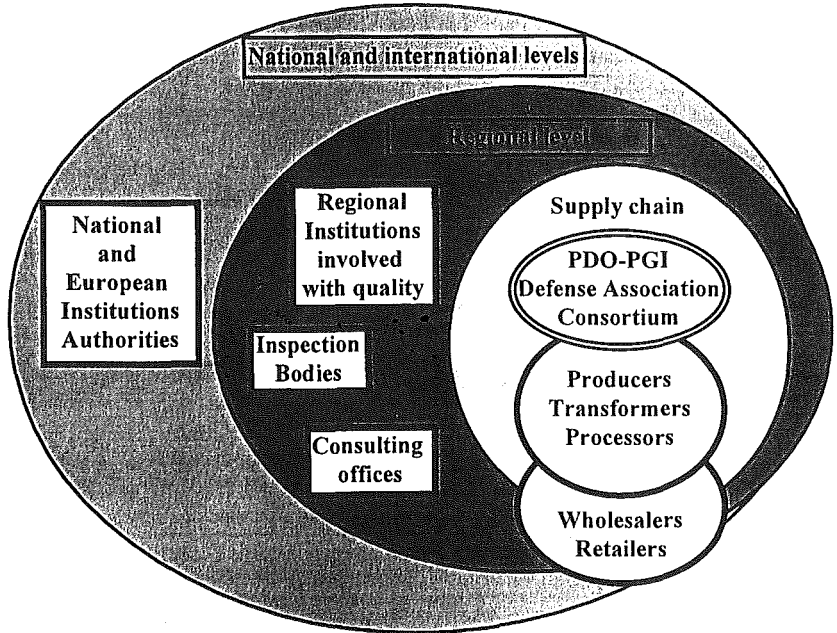 National and international levels
Regional level
National
and
European
Institutions
Authorities
Regional
Institutions
involved
with quality
Inspection
Bodies
Consulting
offices
Supply chain
PDO-PGI
Defense Association
Consortium
Producers
Transformers
Processors
Wholesalers
Retailers